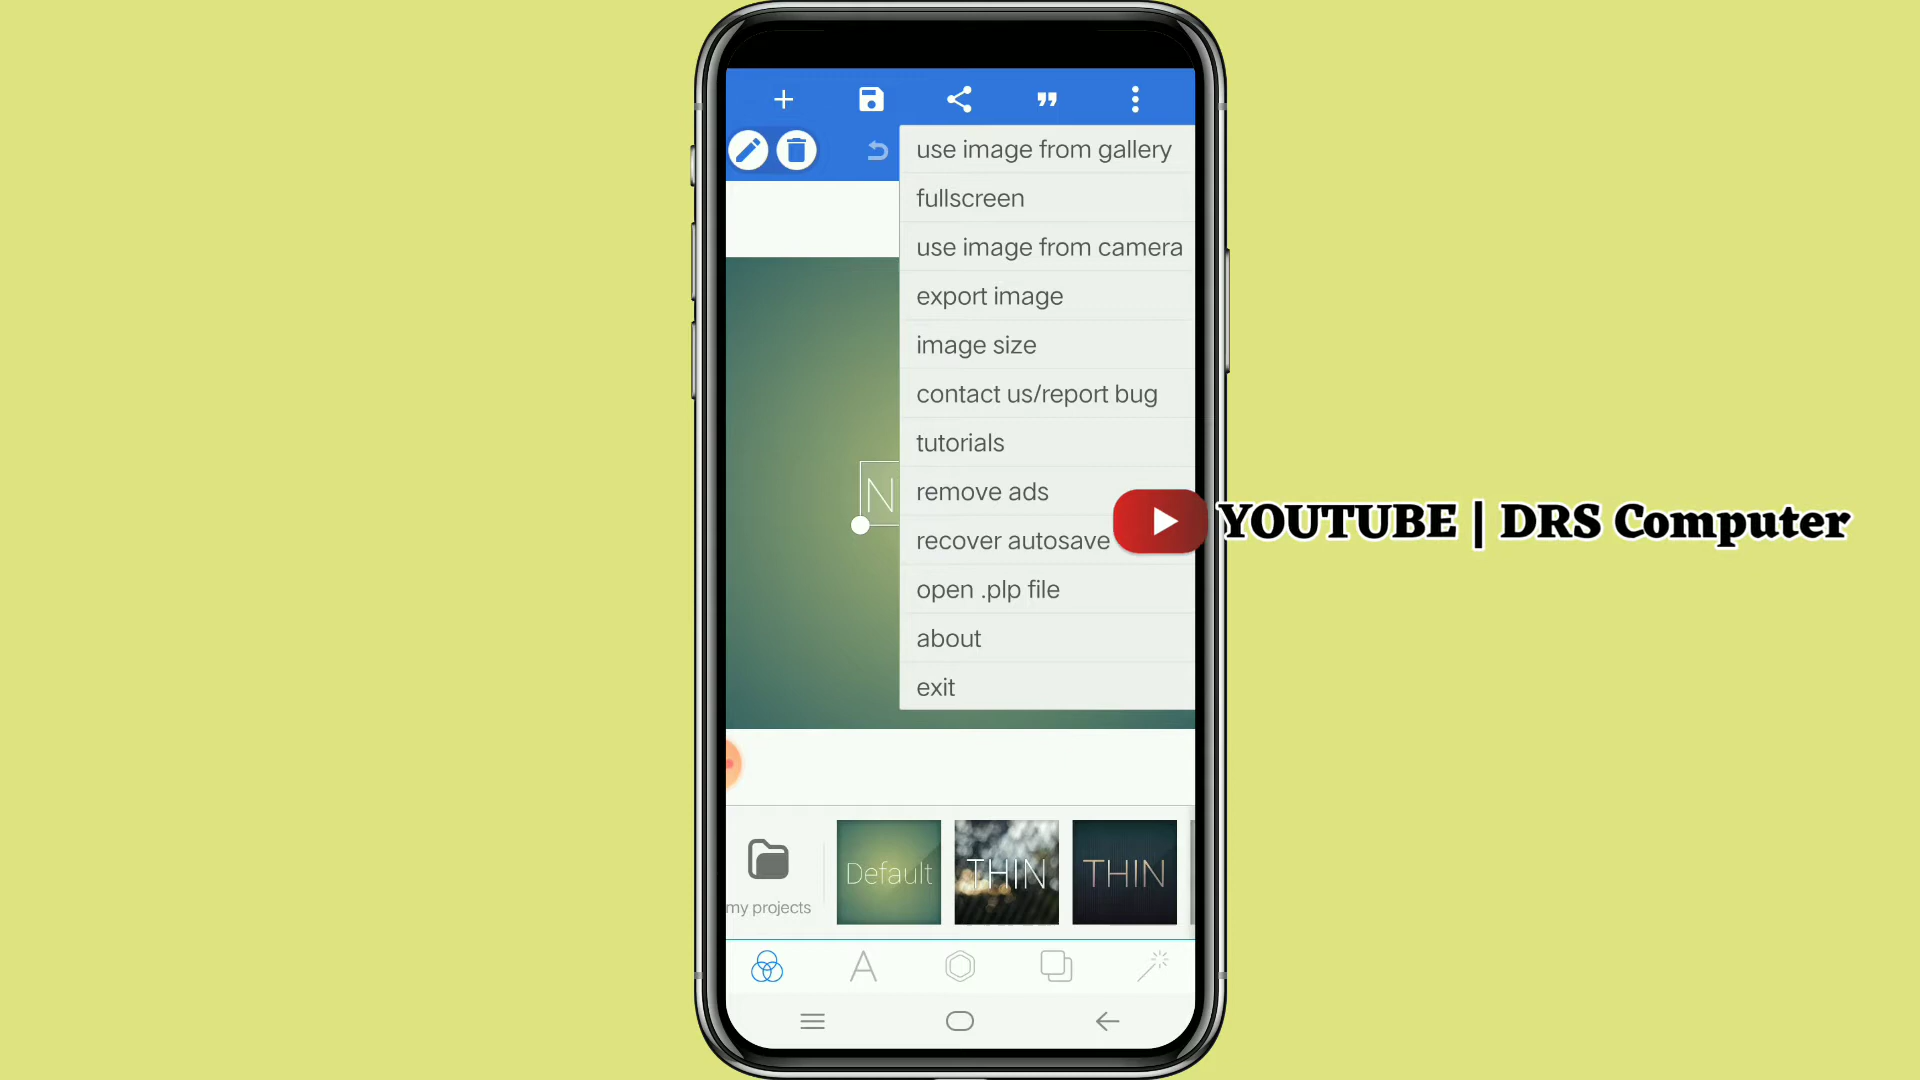 use image from gallery
fullscreen
use image from camera
export image
image size
contact us/report bug
tutorials
remove ads
recover autosave
open .plp file
about
exit
N
YOUTUBE | DRS Computer
my projects
Default
THIN
THIN
A